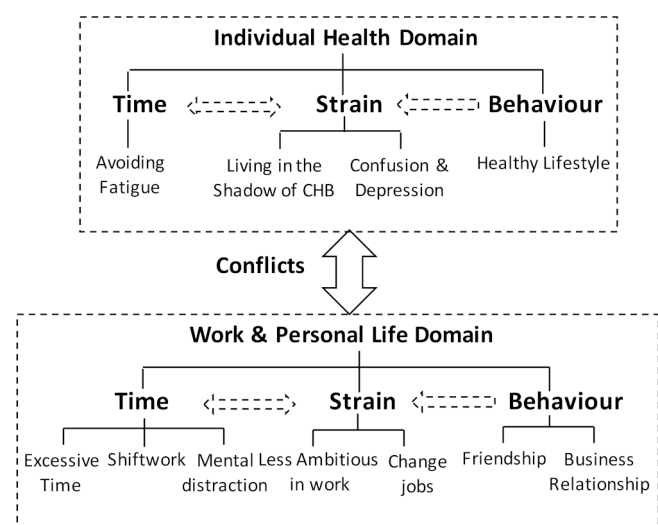 Individual Health Domain
Time Strain Behaviour
Avoiding Living in the Confusion & Healthy Lifestyle
Fatigue Shadow of CHB Depression
Conflicts
Work & Personal Life Domain
Time Strain Behaviour
Excessive Shiftwork Mental Less Ambitious Change Friendship Business
Time distraction in work jobs Relationship